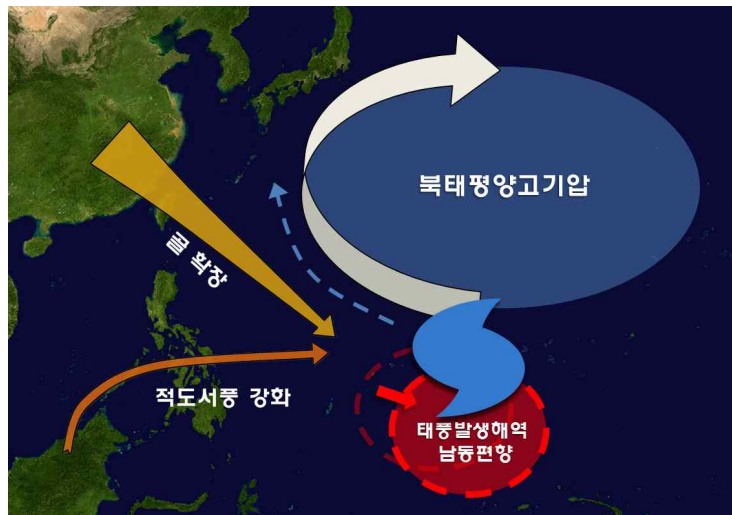 북태평양고기압
골 확장
적도서풍 강화
태풍발생해역
남동편향